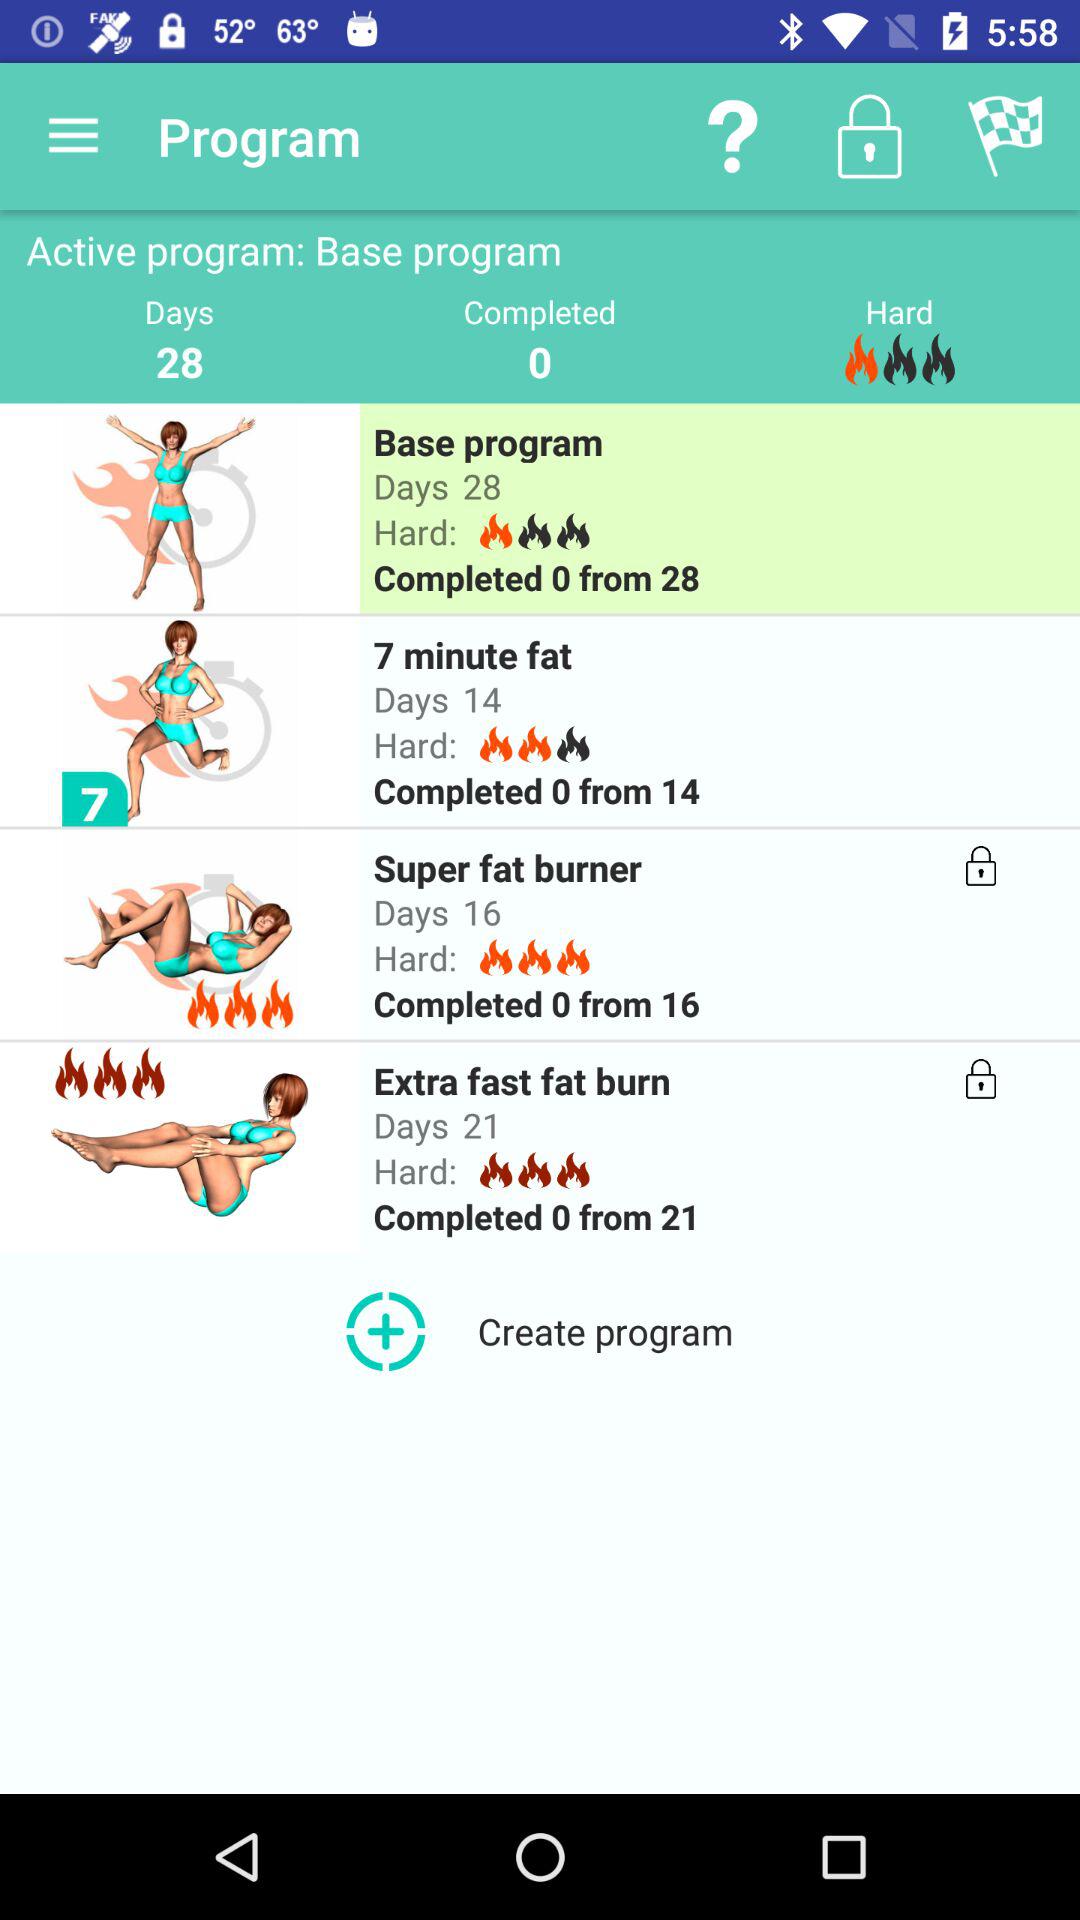 FAKE 52° 63° 5:58
Program ?
Active program: Base program
Days Completed Hard
28 0
Base program
Days 28
Hard:
Completed 0 from 28
7 minute fat
Days 14
Hard:
Completed 0 from 14
7
Super fat burner
Days 16
Hard:
Completed 0 from 16
Extra fast fat burn
Days 21
Hard:
Completed 0 from 21
Create program